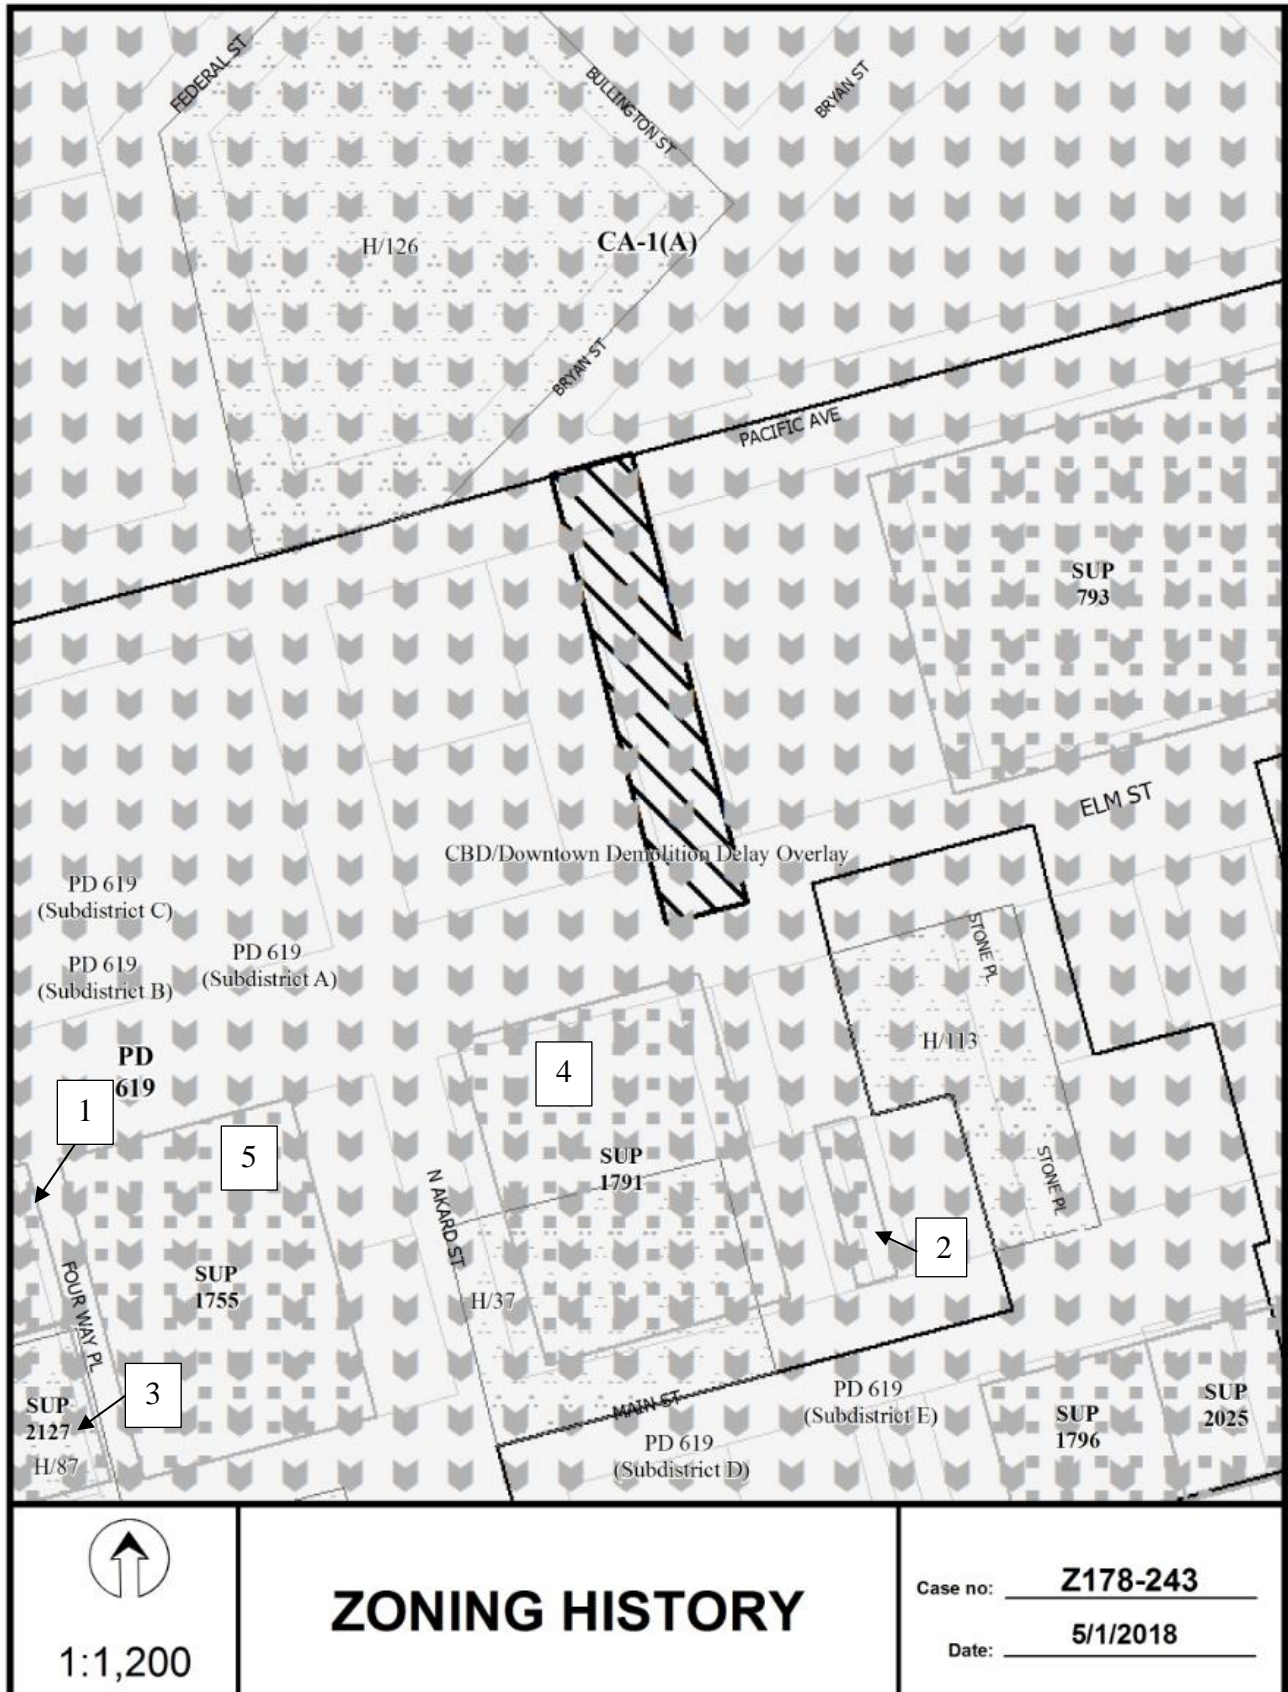 FEDERAL ST
BULLINGTON ST
BRYAN ST
H/126
CA-1(A)
BRYAN ST
PACIFIC AVE
SUP
793
ELM ST
CBD/Downtown Demolition Delay Overlay
PD 619
(Subdistrict C)
PD 619
(Subdistrict A)
PD 619
(Subdistrict B)
STONE PL
H/113
PD
619
1
4
5
SUP
1791
STONE PL
N AKARD ST
2
FOUR WAY PL
SUP
1755
H/37
3
SUP
2127
H/87
MAIN ST
PD 619
(Subdistrict E)
PD 619
(Subdistrict D)
SUP
1796
SUP
2025
1:1,200
ZONING HISTORY
Case no: Z178-243
Date: 5/1/2018